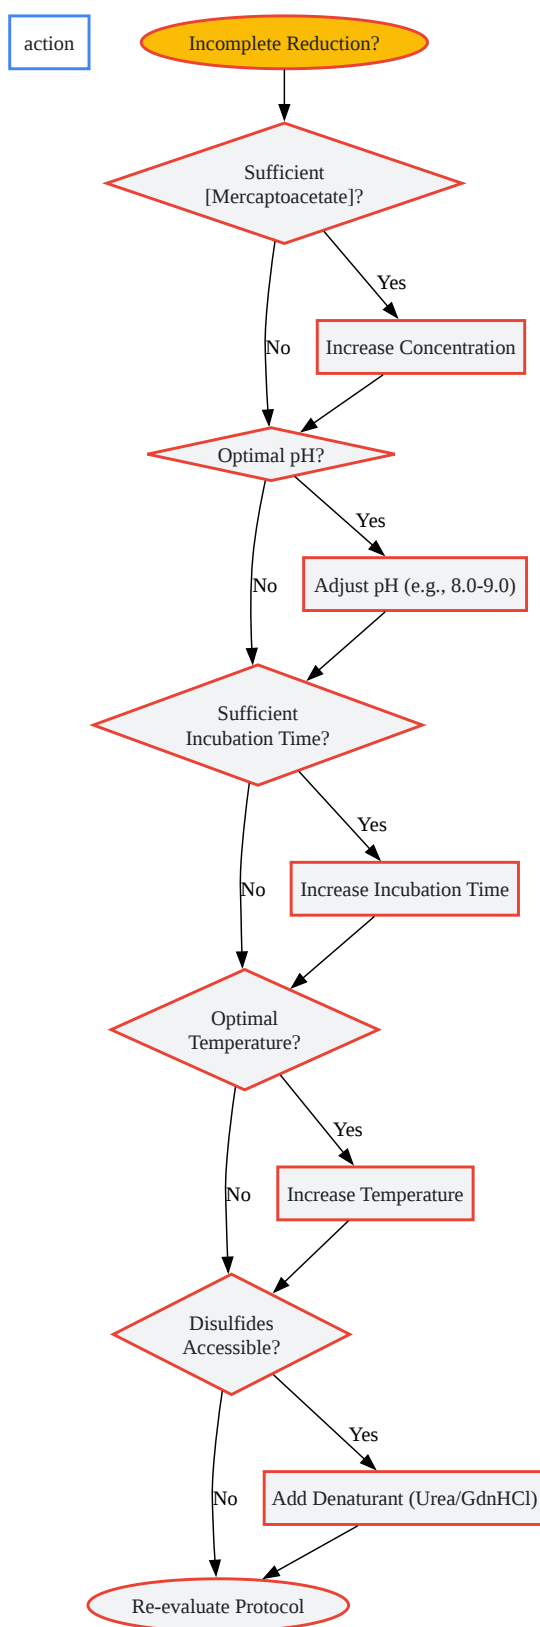 action
Incomplete Reduction?
Sufficient
[Mercaptoacetate]?
Yes
No
Increase Concentration
Optimal pH?
Yes
No
Adjust pH (e.g., 8.0-9.0)
Sufficient
Incubation Time?
Yes
No
Increase Incubation Time
Optimal
Temperature?
Yes
No
Increase Temperature
Disulfides
Accessible?
Yes
No
Add Denaturant (Urea/GdnHCl)
Re-evaluate Protocol